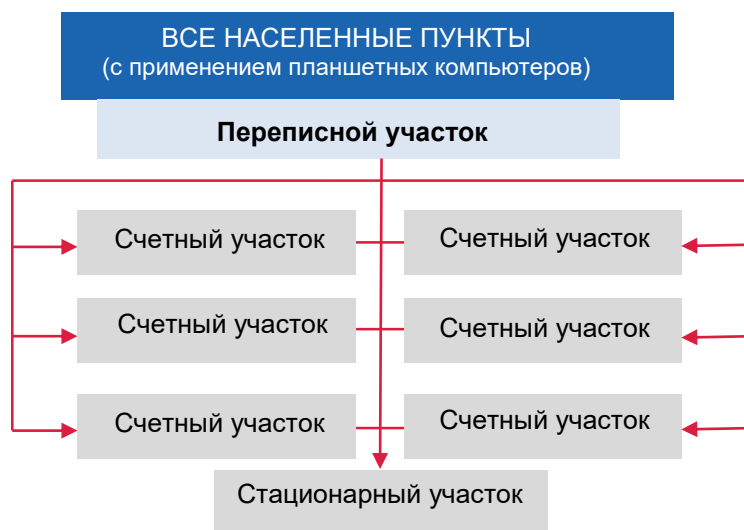 ВСЕ НАСЕЛЕННЫЕ ПУНКТЫ
(с применением планшетных компьютеров)
Переписной участок
Счетный участок
Счетный участок
Счетный участок
Счетный участок
Счетный участок
Счетный участок
Стационарный участок